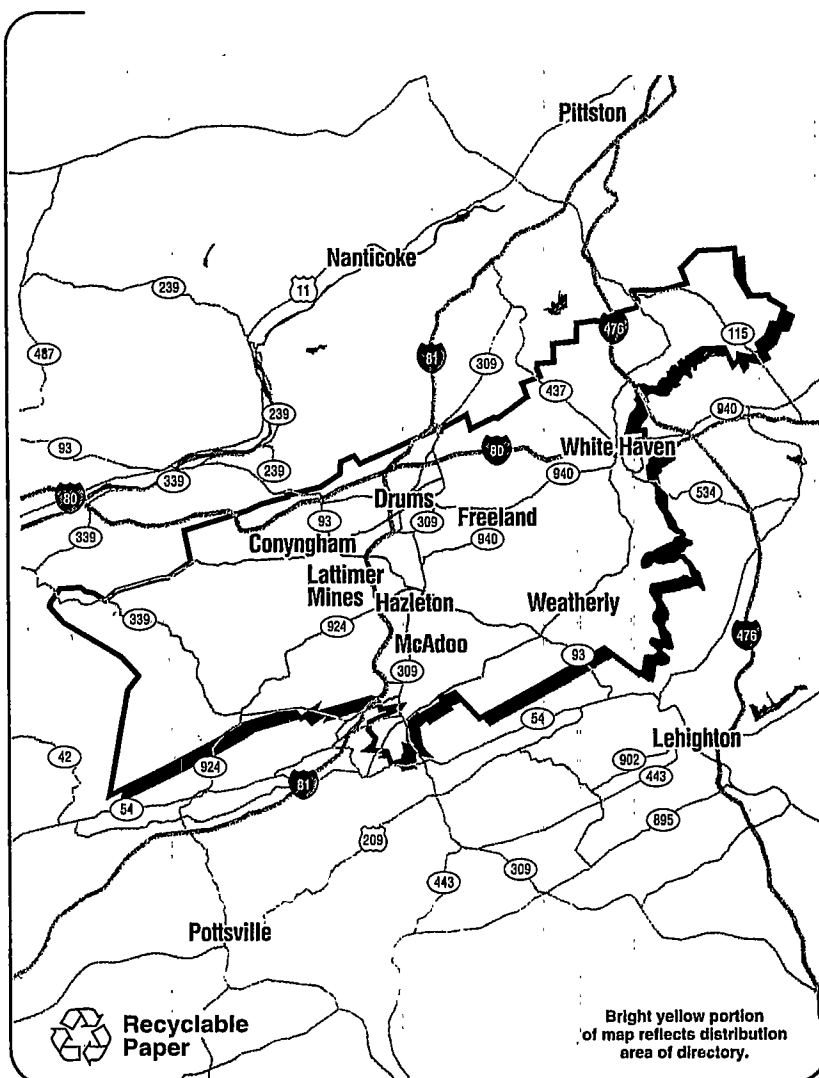 Pittston
Nanticoke
239
11
487
476
115
81
309
437
239
940
93
White Haven
80
339
239
940
80
Drums
534
93
309
Freeland
339
940
Conyngham
Lattimer
Mines
Hazleton
Weatherly
339
924
McAdoo
476
93
309
54
42
924
Lehighton
902
81
443
54
895
209
309
443
Pottsville
Recyclable
Paper
Bright yellow portion
of map reflects distribution
area of directory.